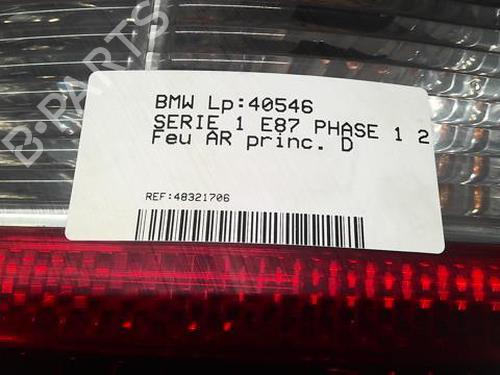 B-PARTS
BMW Lp:40546
SERIE 1 E87 PHASE 1 2
Feu AR princ. D
REF:48321706